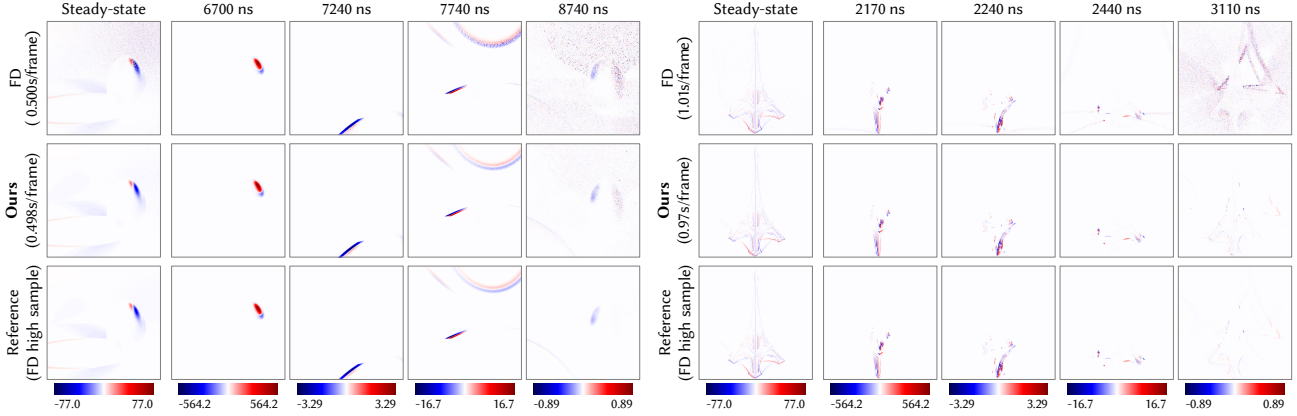 Steady-state 6700 ns 7240 ns 7740 ns 8740 ns
FD
( 0.500s/frame)
Ours
(0.498s/frame)
Reference
(FD high sample)
-77.0 77.0 -564.2 564.2 -3.29 3.29 -16.7 16.7 -0.89 0.89
Steady-state 2170 ns 2240 ns 2440 ns 3110 ns
FD
(1.01s/frame)
Ours
(0.97s/frame)
Reference
(FD high sample)
-77.0 77.0 -564.2 564.2 -3.29 3.29 -16.7 16.7 -0.89 0.89